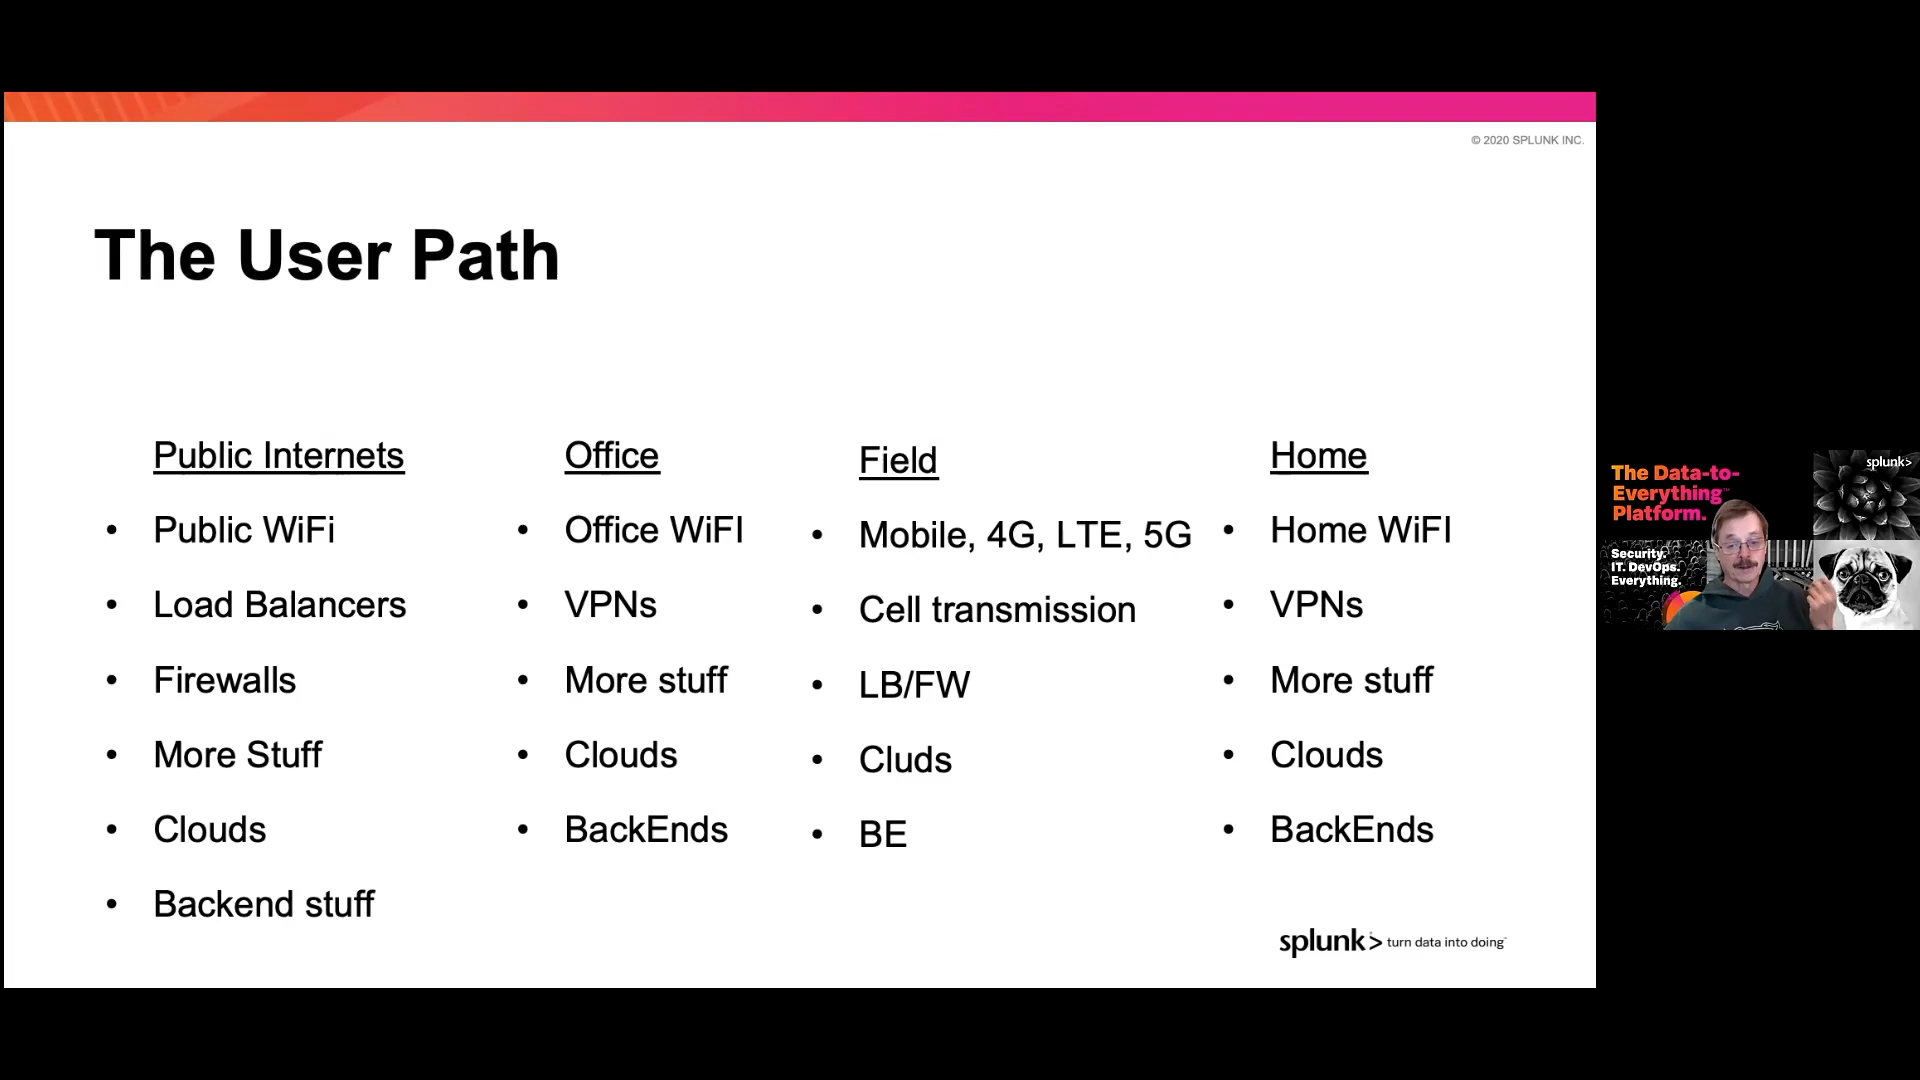 © 2020 SPLUNK INC.
The User Path
Public Internets
• Public WiFi
• Load Balancers
• Firewalls
• More Stuff
• Clouds
• Backend stuff
Office
• Office WiFI
• VPNs
• More stuff
• Clouds
• BackEnds
Field
• Mobile, 4G, LTE, 5G
• Cell transmission
• LB/FW
• Cluds
• BE
Home
• Home WiFI
• VPNs
• More stuff
• Clouds
• BackEnds
splunk> turn data into doing™
The Data-to-
Everything™
Platform.
splunk>
Security.
IT. DevOps.
Everything.